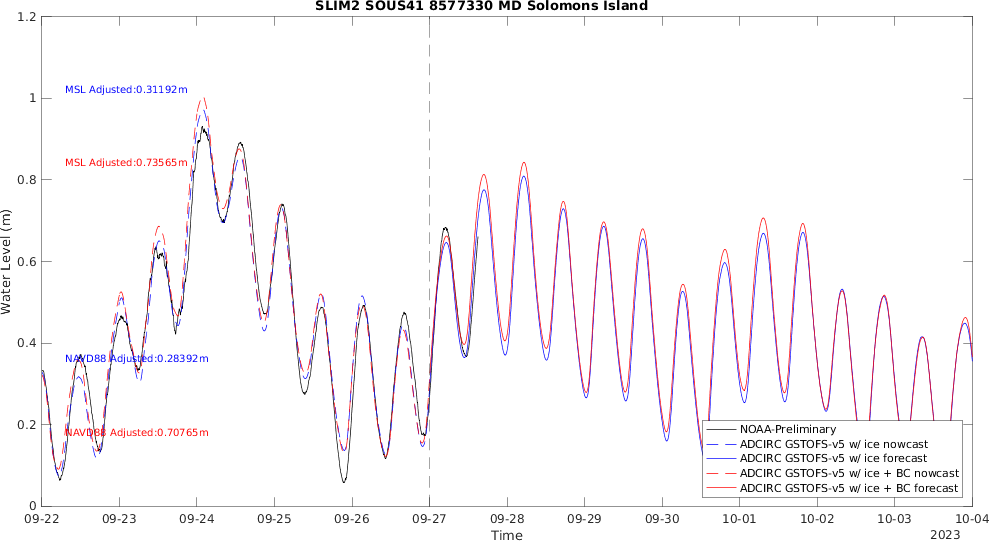 SLIM2 SOUS41 8577330 MD Solomons Island
1.2
1
0.8
0.6
0.4
0.2
0
Water Level (m)
MSL Adjusted:0.31192m
MSL Adjusted:0.73565m
NAVD88 Adjusted:0.28392m
NAVD88 Adjusted:0.70765m
NOAA-Preliminary
ADCIRC GSTOFS-v5 w/ ice nowcast
ADCIRC GSTOFS-v5 w/ ice forecast
ADCIRC GSTOFS-v5 w/ ice + BC nowcast
ADCIRC GSTOFS-v5 w/ ice + BC forecast
09-22 09-23 09-24 09-25 09-26 09-27 09-28 09-29 09-30 10-01 10-02 10-03 10-04
Time
2023